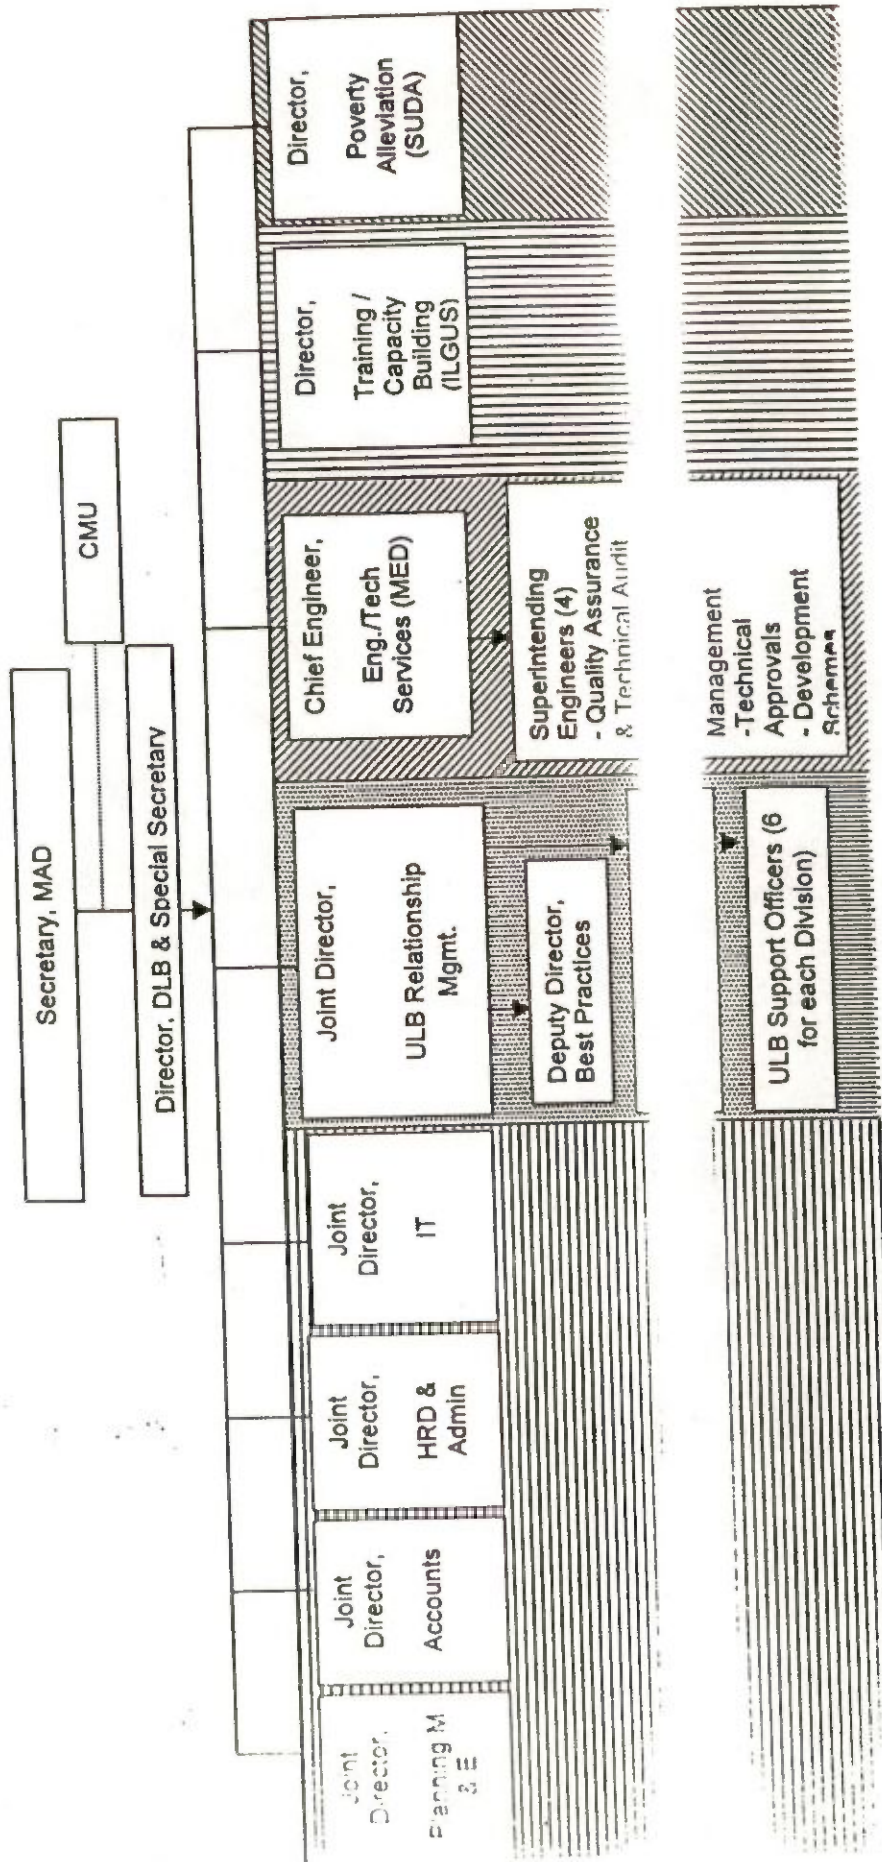 Secretary, MAD
CMU
Director, DLB & Special Secretary
Joint
Director,
Planning M
& E
Joint
Director,
Accounts
Joint
Director,
HRD &
Admin
Joint
Director,
IT
Joint Director,
ULB Relationship
Mgmt.
Chief Engineer,
Eng./Tech
Services (MED)
Director,
Training /
Capacity
Building
(ILGUS)
Director,
Poverty
Alleviation
(SUDA)
Deputy Director,
Best Practices
Superintending
Engineers (4)
- Quality Assurance
& Technical Audit
ULB Support Officers (6
for each Division)
Management
-Technical
Approvals
- Development
Schemes